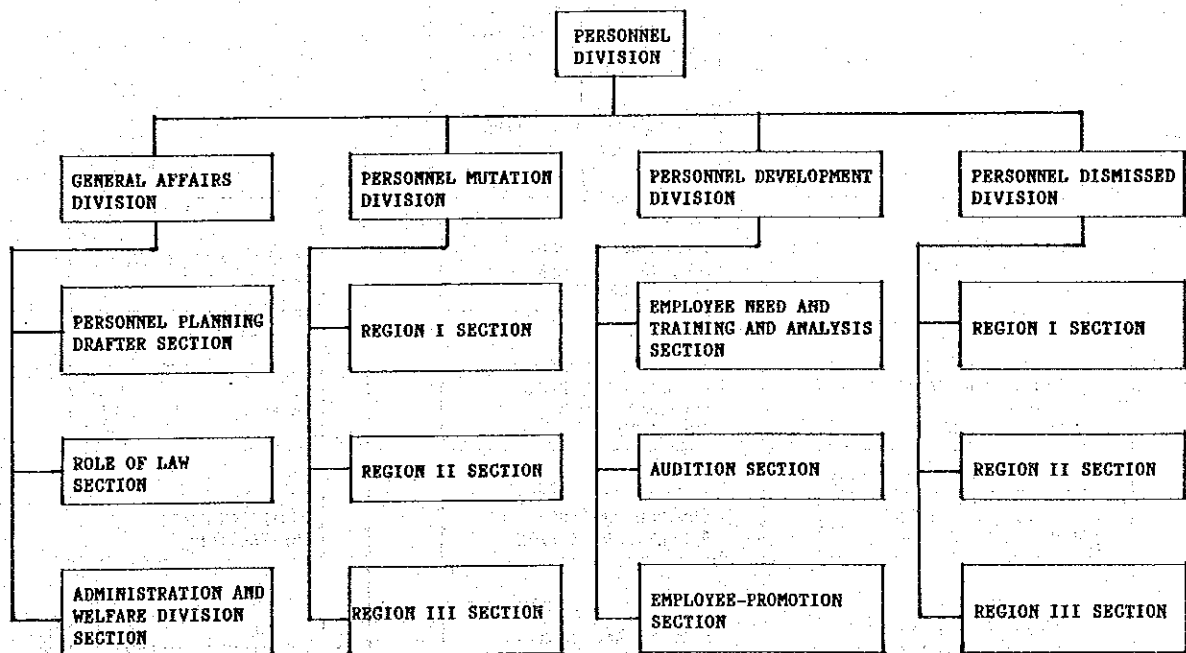 PERSONNEL
DIVISION
GENERAL AFFAIRS
DIVISION
PERSONNEL MUTATION
DIVISION
PERSONNEL DEVELOPMENT
DIVISION
PERSONNEL DISMISSED
DIVISION
PERSONNEL PLANNING
DRAFTER SECTION
REGION I SECTION
EMPLOYEE NEED AND
TRAINING AND ANALYSIS
SECTION
REGION I SECTION
ROLE OF LAW
SECTION
REGION II SECTION
AUDITION SECTION
REGION II SECTION
ADMINISTRATION AND
WELFARE DIVISION
SECTION
REGION III SECTION
EMPLOYEE-PROMOTION
SECTION
REGION III SECTION